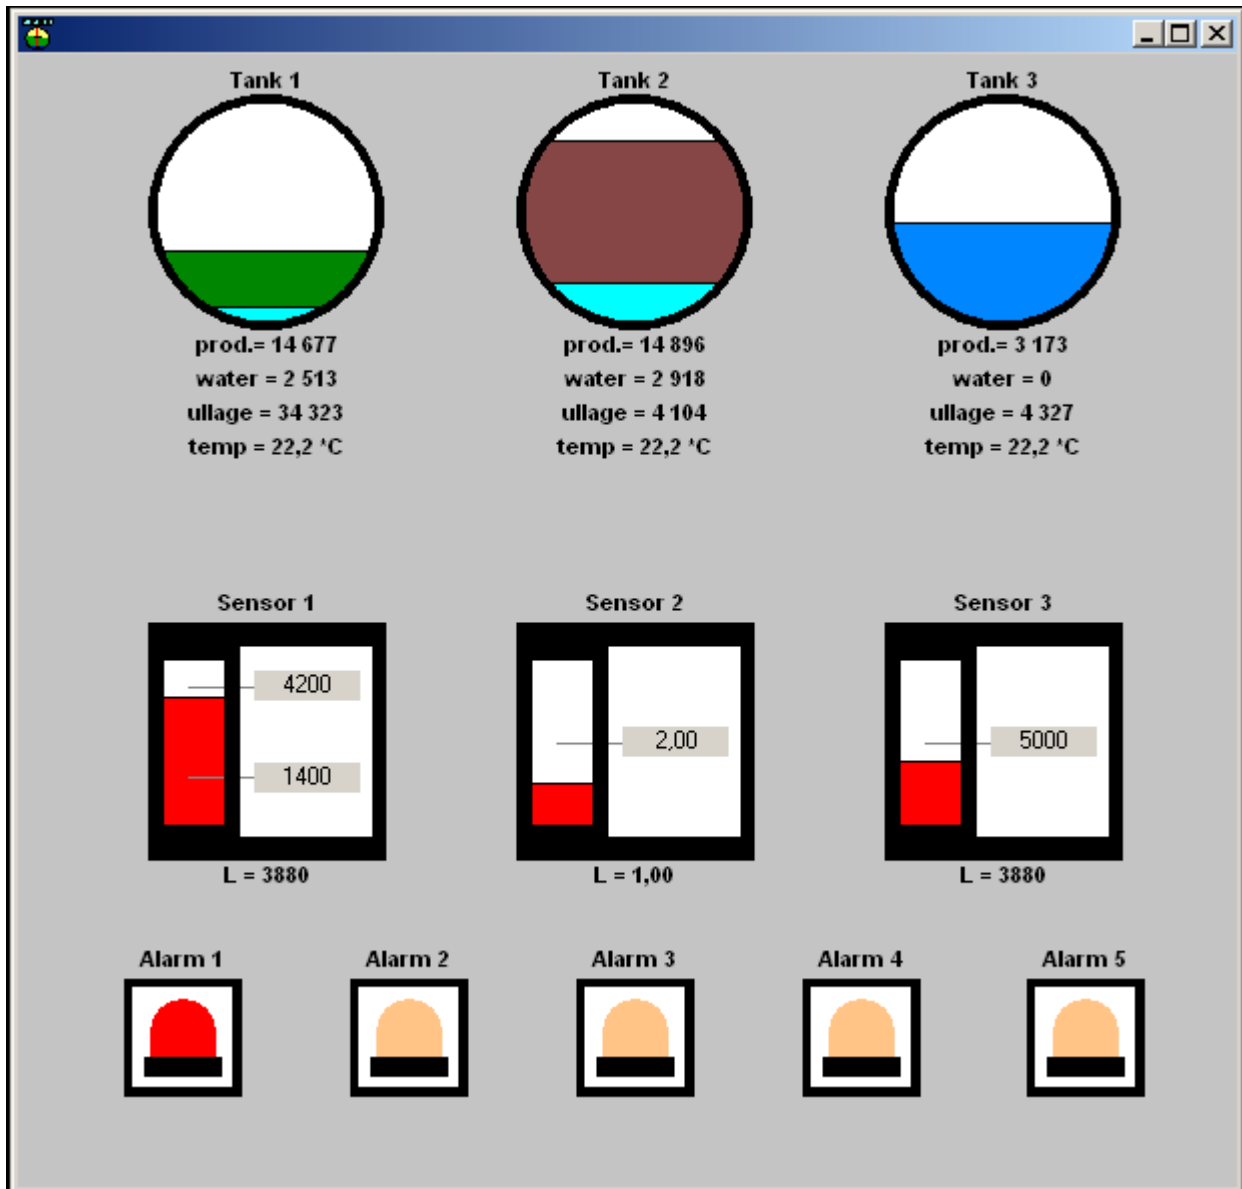 Tank 1 Tank 2 Tank 3
prod.= 14 677 prod.= 14 896 prod.= 3 173
water = 2 513 water = 2 918 water = 0
ullage = 34 323 ullage = 4 104 ullage = 4 327
temp = 22,2 *C temp = 22,2 *C temp = 22,2 *C
Sensor 1 Sensor 2 Sensor 3
4200
2,00 5000
1400
L = 3880 L = 1,00 L = 3880
Alarm 1 Alarm 2 Alarm 3 Alarm 4 Alarm 5